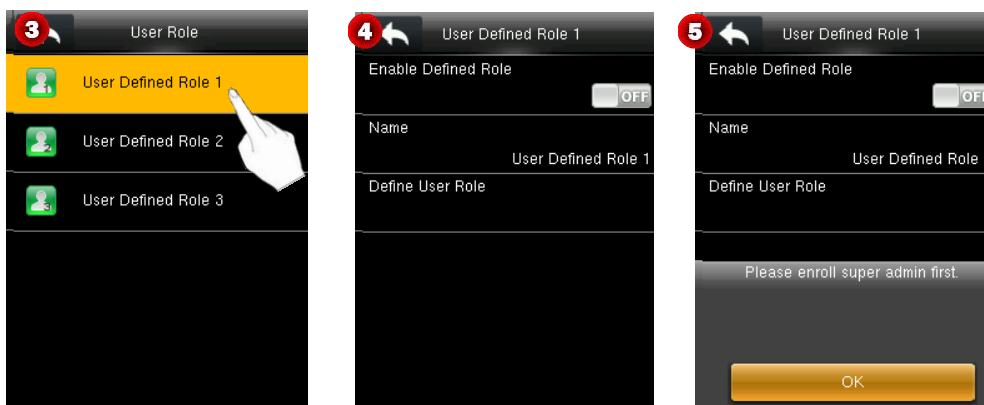 3
User Role
User Defined Role 1
User Defined Role 2
User Defined Role 3
4
User Defined Role 1
Enable Defined Role
OFF
Name
User Defined Role 1
Define User Role
5
User Defined Role 1
Enable Defined Role
OF
Name
User Defined Role
Define User Role
Please enroll super admin first.
OK